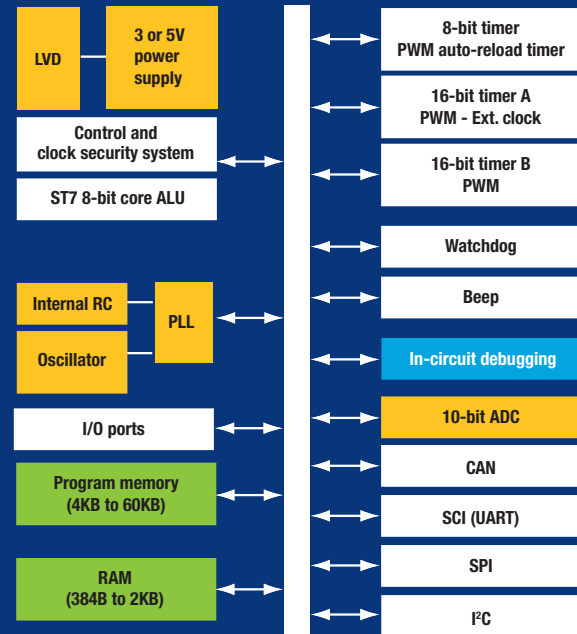 LVD
3 or 5V
power
supply
Control and
clock security system
ST7 8-bit core ALU
Internal RC
Oscillator
PLL
I/O ports
Program memory
(4KB to 60KB)
RAM
(384B to 2KB)
8-bit timer
PWM auto-reload timer
16-bit timer A
PWM - Ext. clock
16-bit timer B
PWM
Watchdog
Beep
In-circuit debugging
10-bit ADC
CAN
SCI (UART)
SPI
I²C